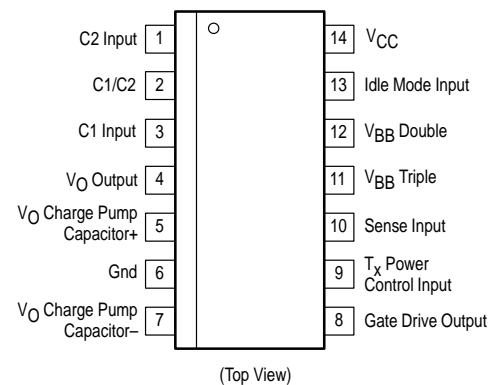 C2 Input 1
C1/C2 2
C1 Input 3
VO Output 4
VO Charge Pump
Capacitor+ 5
Gnd 6
VO Charge Pump
Capacitor– 7
14 VCC
13 Idle Mode Input
12 VBB Double
11 VBB Triple
10 Sense Input
9 Tx Power
Control Input
8 Gate Drive Output
(Top View)